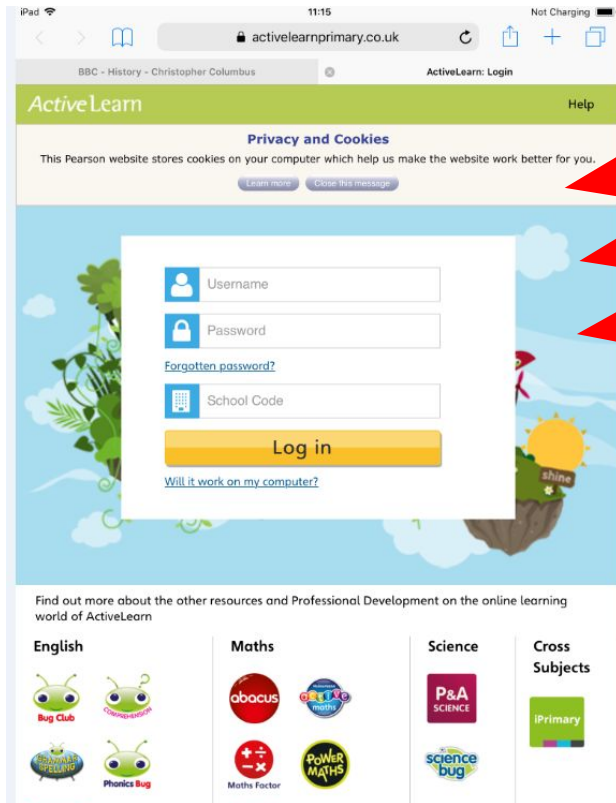 iPad 11:15 Not Charging
activelearnprimary.co.uk
BBC - History - Christopher Columbus ActiveLearn: Login
ActiveLearn Help
Privacy and Cookies
This Pearson website stores cookies on your computer which help us make the website work better for you.
Learn more Close this message
Username
Password
Forgotten password?
School Code
Log in
Will it work on my computer?
shine
Find out more about the other resources and Professional Development on the online learning
world of ActiveLearn
English Maths Science Cross
Subjects
Bug Club COMPREHENSION abacus active maths P&A SCIENCE iPrimary
GRAMMAR SPELLING Phonics Bug Maths Factor POWER MATHS science bug